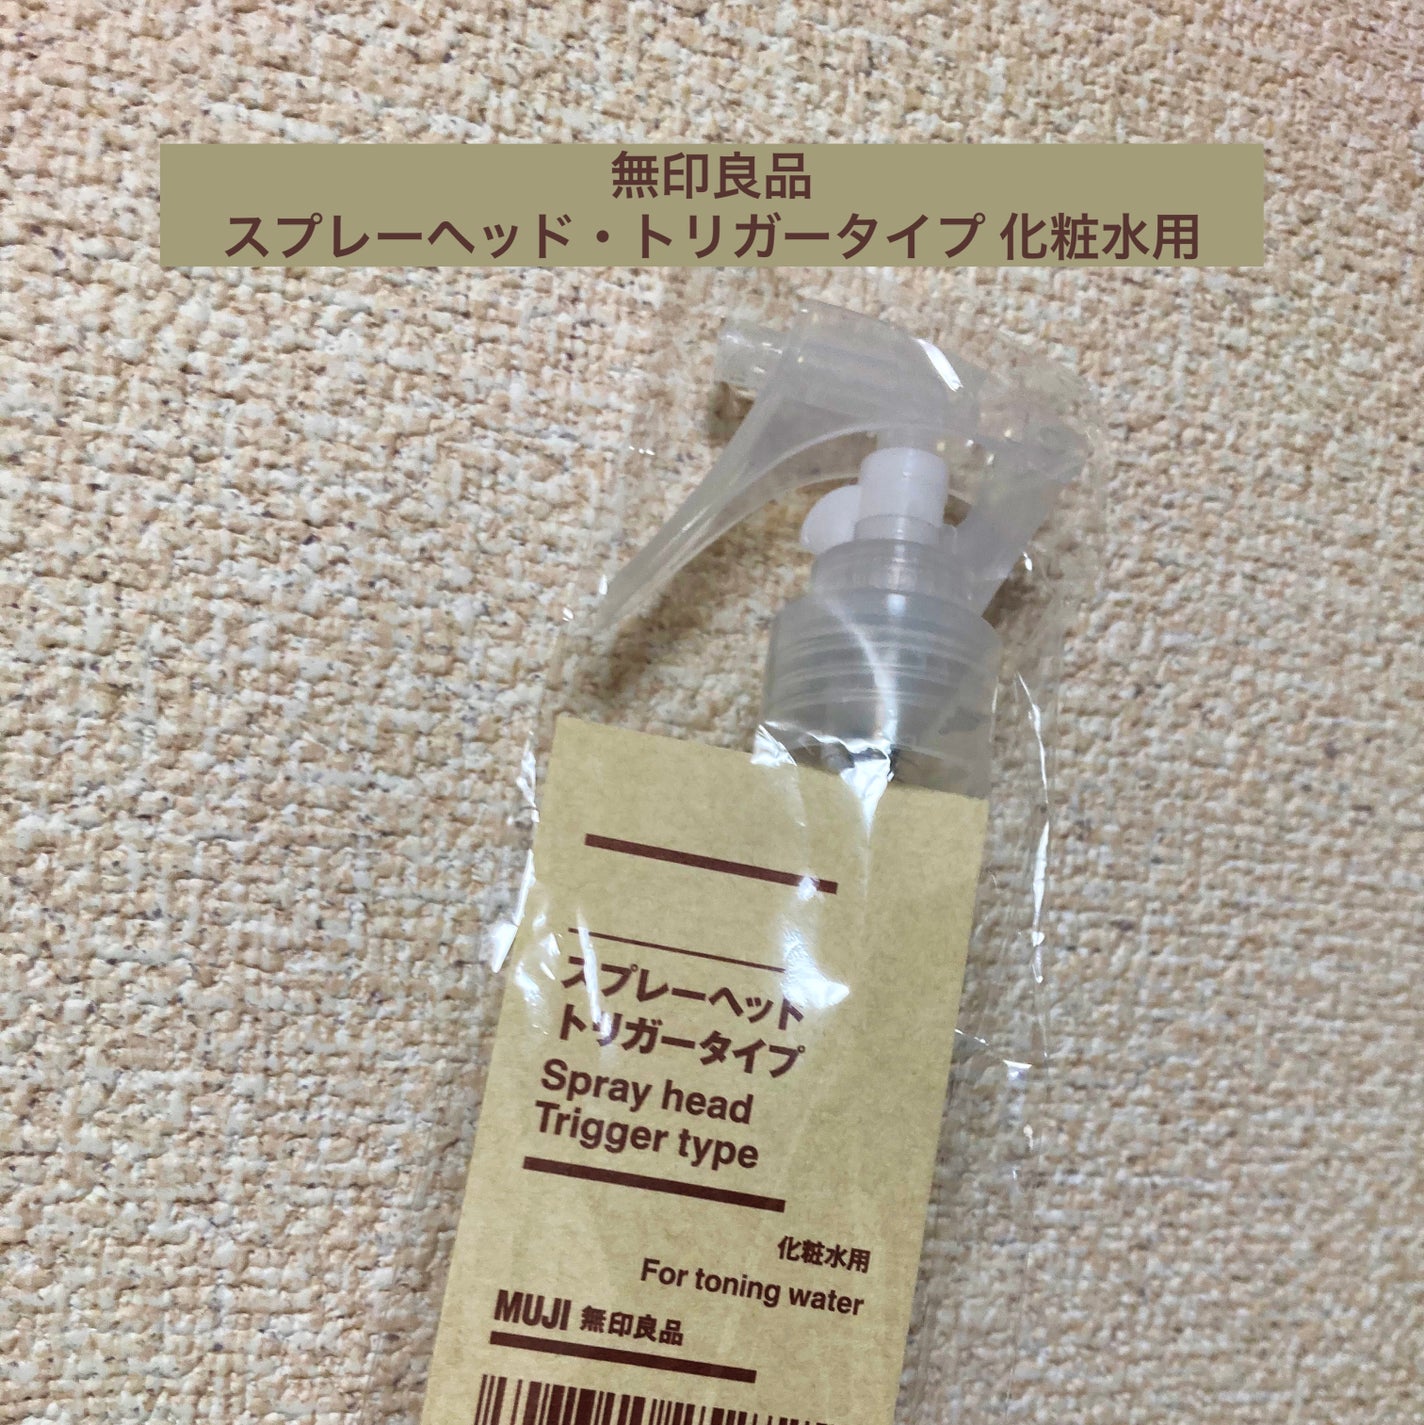 無印良品
スプレーヘッド・トリガータイプ 化粧水用
スプレーヘッド
トリガータイプ
Spray head
Trigger type
化粧水用
For toning water
MUJI 無印良品